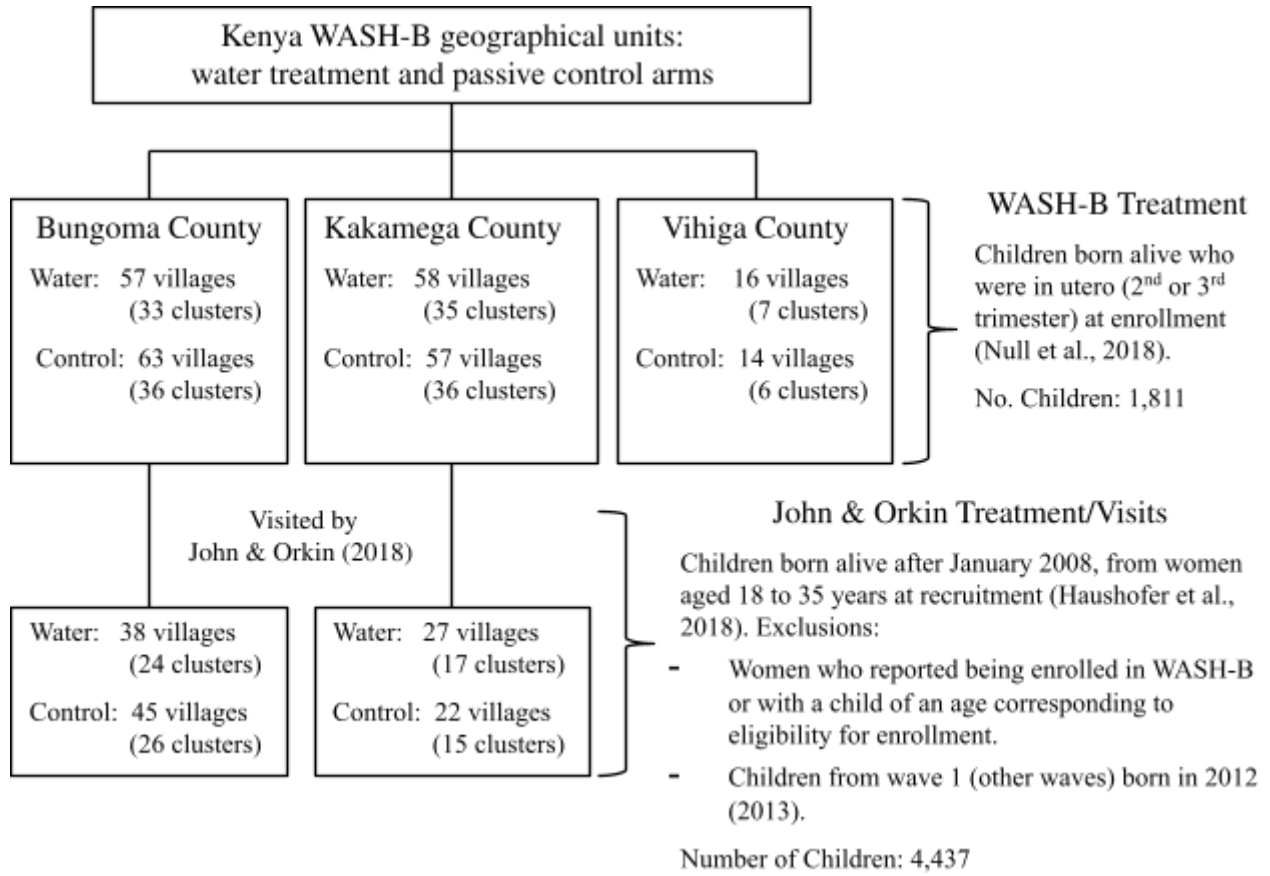 Kenya WASH-B geographical units:
water treatment and passive control arms
Bungoma County
Water: 57 villages
(33 clusters)
Control: 63 villages
(36 clusters)
Kakamega County
Water: 58 villages
(35 clusters)
Control: 57 villages
(36 clusters)
Vihiga County
Water: 16 villages
(7 clusters)
Control: 14 villages
(6 clusters)
WASH-B Treatment
Children born alive who
were in utero (2nd or 3rd
trimester) at enrollment
(Null et al., 2018).
No. Children: 1,811
Visited by
John & Orkin (2018)
Water: 38 villages
(24 clusters)
Control: 45 villages
(26 clusters)
Water: 27 villages
(17 clusters)
Control: 22 villages
(15 clusters)
John & Orkin Treatment/Visits
Children born alive after January 2008, from women
aged 18 to 35 years at recruitment (Haushofer et al.,
2018). Exclusions:
- Women who reported being enrolled in WASH-B
or with a child of an age corresponding to
eligibility for enrollment.
- Children from wave 1 (other waves) born in 2012
(2013).
Number of Children: 4,437